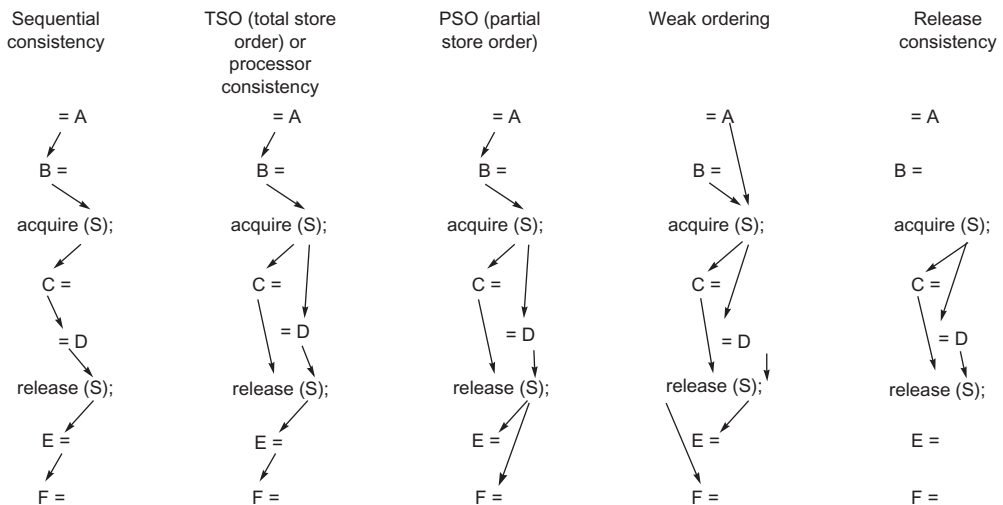 Sequential
consistency
TSO (total store
order) or
processor
consistency
PSO (partial
store order)
Weak ordering
Release
consistency
= A
= A
= A
= A
= A
B =
B =
B =
B =
B =
acquire (S);
acquire (S);
acquire (S);
acquire (S);
acquire (S);
C =
C =
C =
C =
C =
= D
= D
= D
= D
= D
release (S);
release (S);
release (S);
release (S);
release (S);
E =
E =
E =
E =
E =
F =
F =
F =
F =
F =